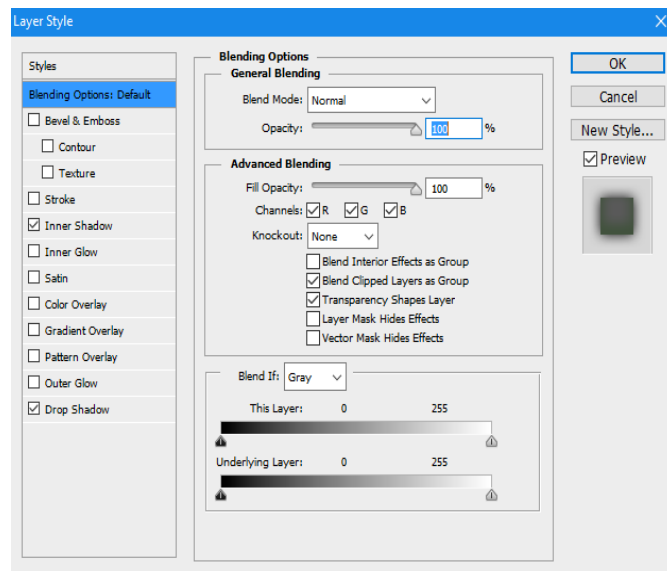 Layer Style
Styles
Blending Options: Default
Bevel & Emboss
Contour
Texture
Stroke
Inner Shadow
Inner Glow
Satin
Color Overlay
Gradient Overlay
Pattern Overlay
Outer Glow
Drop Shadow
Blending Options
General Blending
Blend Mode: Normal
Opacity: 100 %
Advanced Blending
Fill Opacity: 100 %
Channels: R G B
Knockout: None
Blend Interior Effects as Group
Blend Clipped Layers as Group
Transparency Shapes Layer
Layer Mask Hides Effects
Vector Mask Hides Effects
Blend If: Gray
This Layer: 0 255
Underlying Layer: 0 255
OK
Cancel
New Style...
Preview